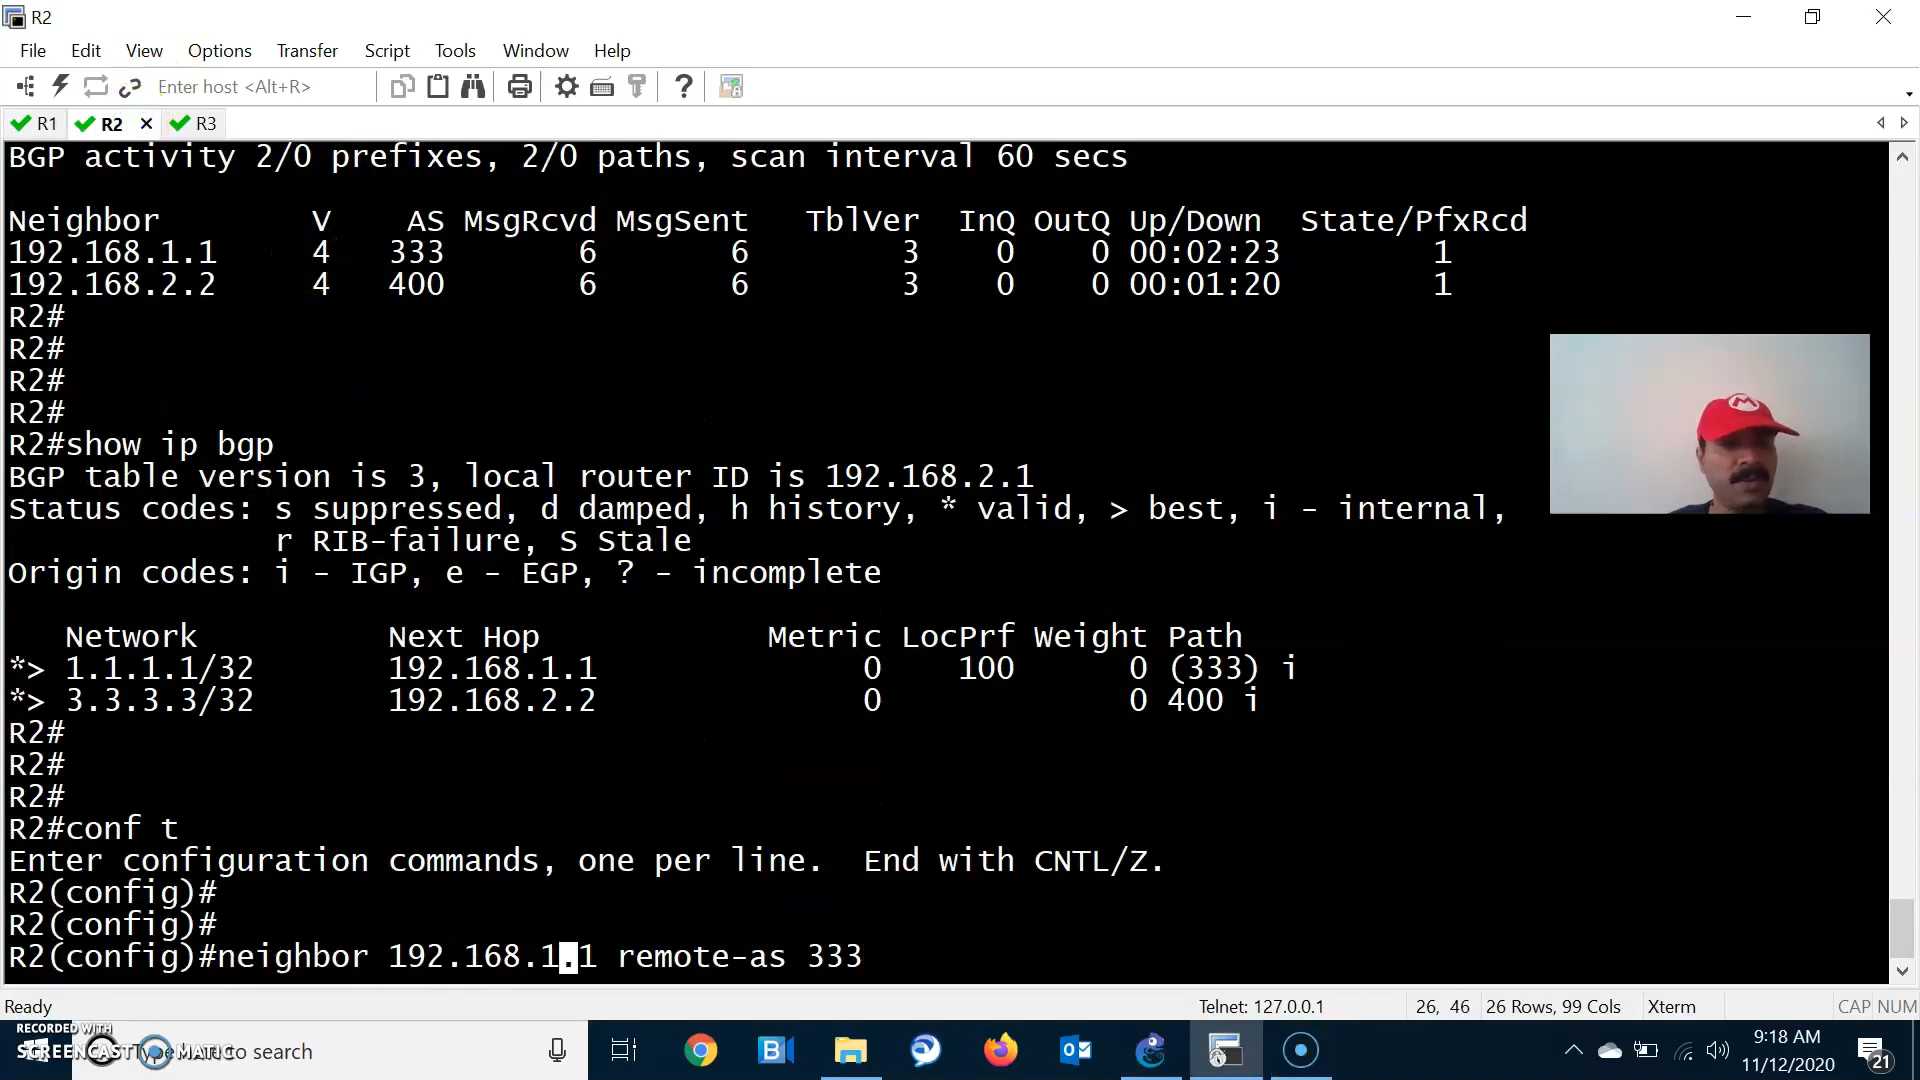 R2
File Edit View Options Transfer Script Tools Window Help
Enter host <Alt+R>
R1 R2 R3
BGP activity 2/0 prefixes, 2/0 paths, scan interval 60 secs
Neighbor V AS MsgRcvd MsgSent TblVer InQ OutQ Up/Down State/PfxRcd
192.168.1.1 4 333 6 6 3 0 0 00:02:23 1
192.168.2.2 4 400 6 6 3 0 0 00:01:20 1
R2#
R2#
R2#
R2#
R2#show ip bgp
BGP table version is 3, local router ID is 192.168.2.1
Status codes: s suppressed, d damped, h history, * valid, > best, i - internal,
r RIB-failure, S Stale
Origin codes: i - IGP, e - EGP, ? - incomplete
Network Next Hop Metric LocPrf Weight Path
*> 1.1.1.1/32 192.168.1.1 0 100 0 (333) i
*> 3.3.3.3/32 192.168.2.2 0 0 400 i
R2#
R2#
R2#
R2#conf t
Enter configuration commands, one per line. End with CNTL/Z.
R2(config)#
R2(config)#
R2(config)#neighbor 192.168.1.1 remote-as 333
Ready Telnet: 127.0.0.1 26, 46 26 Rows, 99 Cols Xterm CAP NUM
RECORDED WITH
SCREENCAST MATIC
to search
9:18 AM
11/12/2020
21